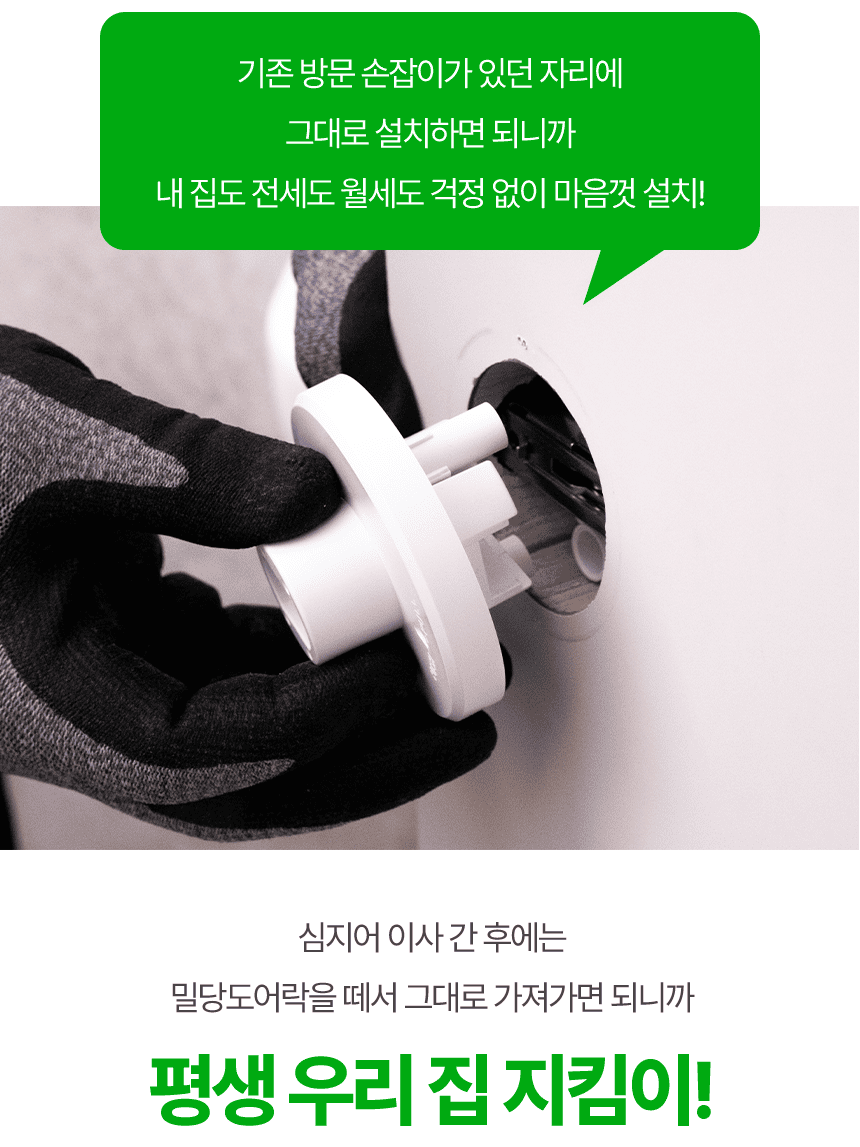 기존 방문 손잡이가 있던 자리에
그대로 설치하면 되니까
내 집도 전세도 월세도 걱정 없이 마음껏 설치!
심지어 이사 간 후에는
밀당도어락을 떼서 그대로 가져가면 되니까
평생 우리 집 지킴이!